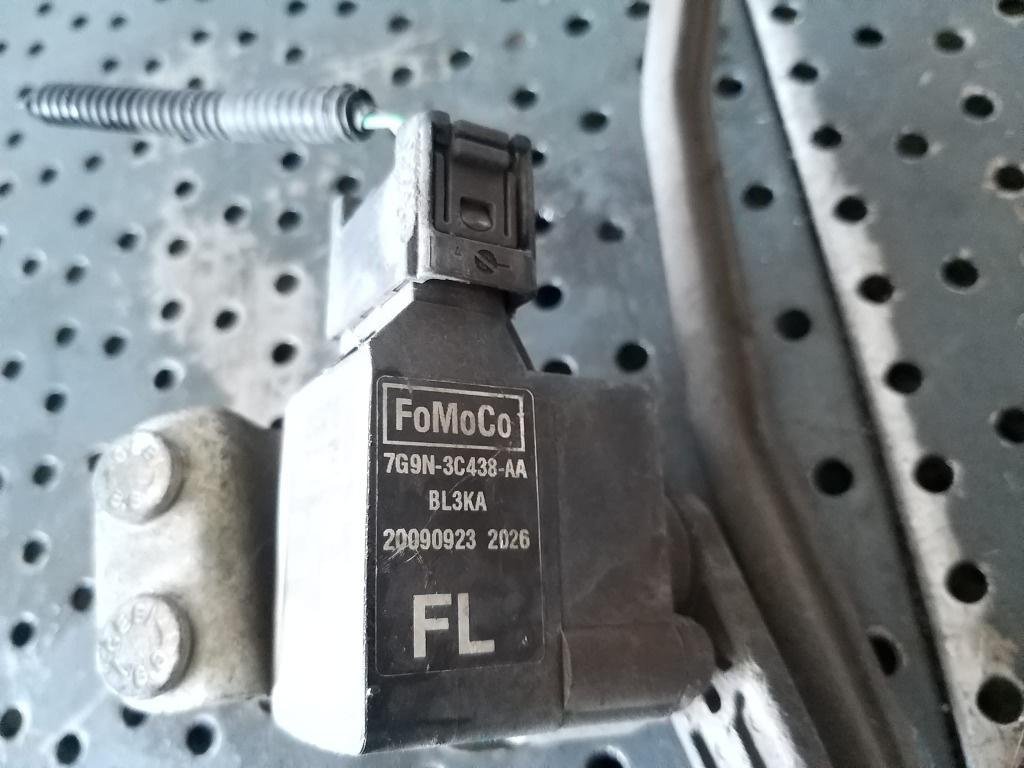 FoMoCo
7G9N-3C438-AA
BL3KA
20090923 2026
FL